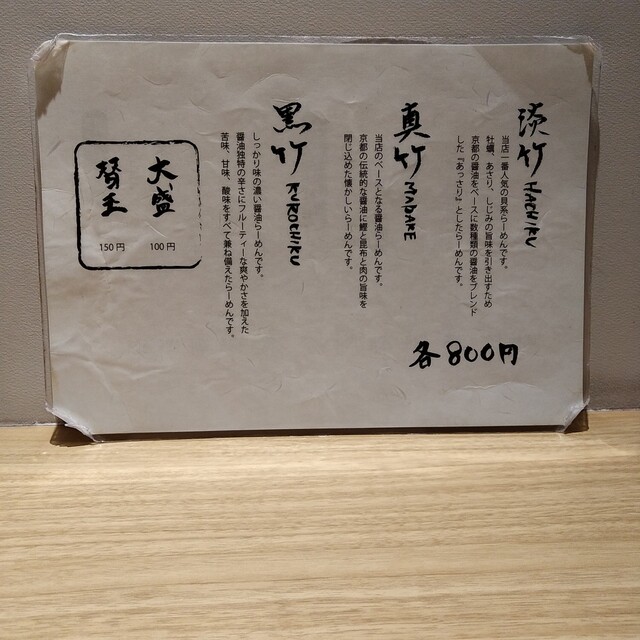 淡竹 HACHIKU
当店一番人気の貝系らーめんです。
牡蠣、あさり、しじみの旨味を引き出すため
京都の醤油をベースに数種類の醤油をブレンド
した『あっさり』としたらーめんです。
真竹 MADAKE
当店のベースとなる醤油らーめんです。
京都の伝統的な醤油に鰹と昆布と肉の旨味を
閉じ込めた懐かしいらーめんです。
各800円
黒竹 KUROCHIKU
しっかり味の濃い醤油らーめんです。
醤油独特の辛さにフルーティーな爽やかさを加えた
苦味、甘味、酸味をすべて兼ね備えたらーめんです。
大盛 100円
替玉 150円